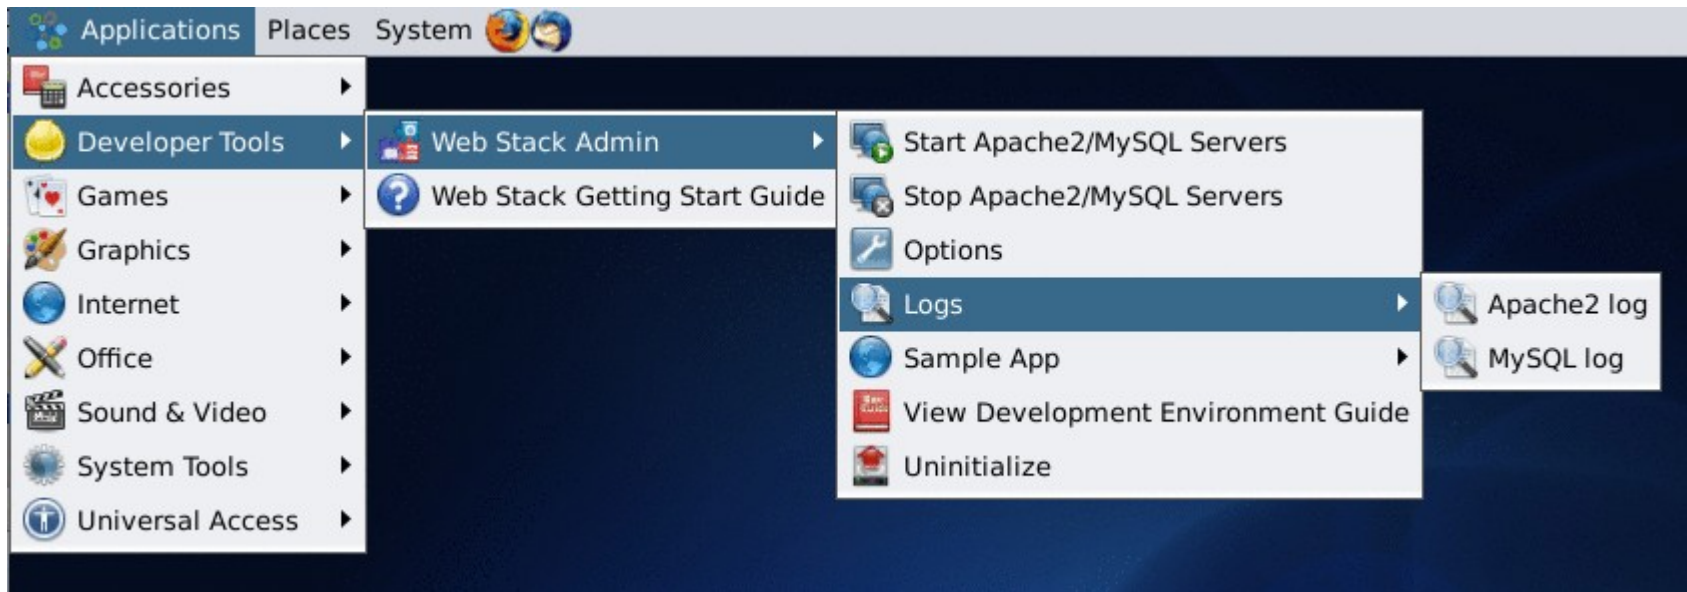 Applications Places System
Accessories
Developer Tools
Games
Graphics
Internet
Office
Sound & Video
System Tools
Universal Access
Web Stack Admin
Web Stack Getting Start Guide
Start Apache2/MySQL Servers
Stop Apache2/MySQL Servers
Options
Logs
Sample App
View Development Environment Guide
Uninitialize
Apache2 log
MySQL log